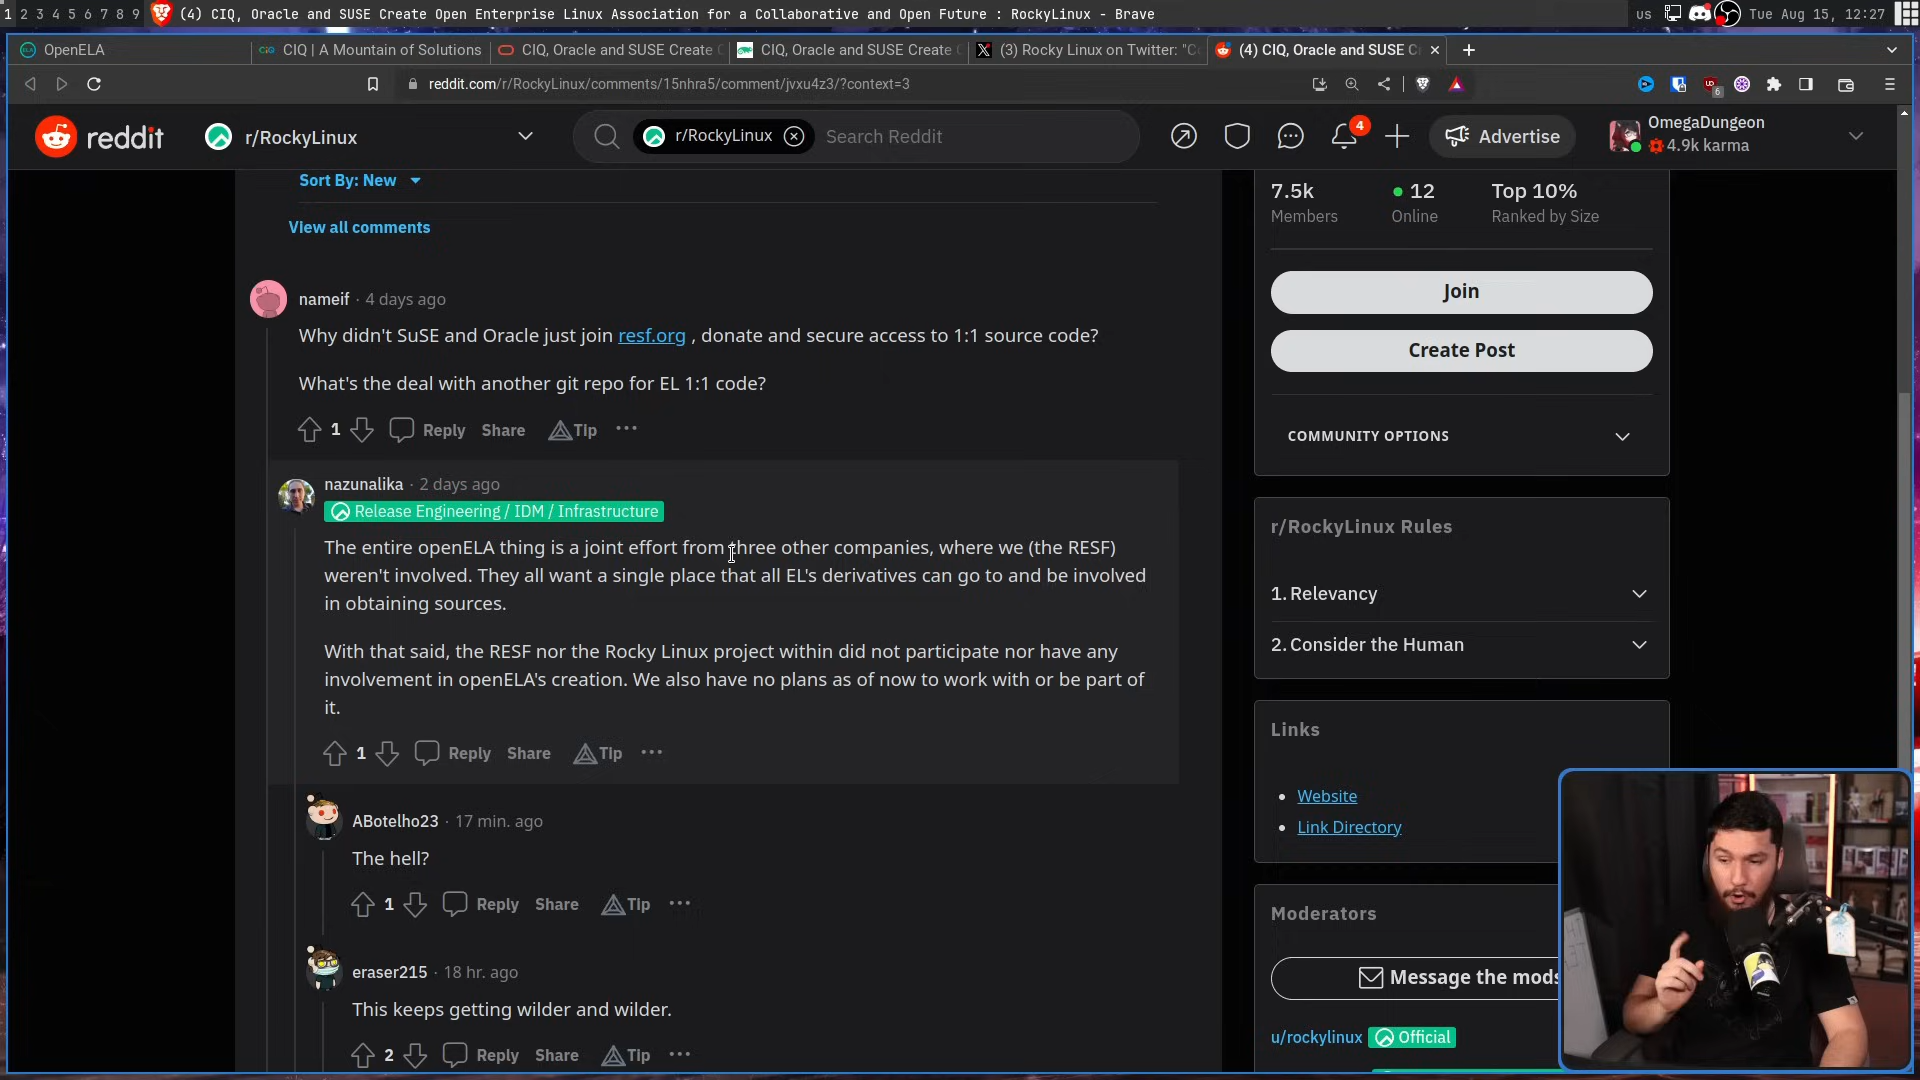 1 2 3 4 5 6 7 8 9 (4) CIQ, Oracle and SUSE Create Open Enterprise Linux Association for a Collaborative and Open Future : RockyLinux - Brave
us Tue Aug 15, 12:27
OpenELA
CIQ | A Mountain of Solutions
CIQ, Oracle and SUSE Create
CIQ, Oracle and SUSE Create
(3) Rocky Linux on Twitter: "C
(4) CIQ, Oracle and SUSE C
reddit.com/r/RockyLinux/comments/15nhra5/comment/jvxu4z3/?context=3
6
reddit
r/RockyLinux
r/RockyLinux
Search Reddit
4
Advertise
OmegaDungeon
4.9k karma
Sort By: New
View all comments
nameif · 4 days ago
Why didn't SuSE and Oracle just join resf.org , donate and secure access to 1:1 source code?
What's the deal with another git repo for EL 1:1 code?
1 Reply Share Tip ...
nazunalika · 2 days ago
Release Engineering / IDM / Infrastructure
The entire openELA thing is a joint effort from three other companies, where we (the RESF)
weren't involved. They all want a single place that all EL's derivatives can go to and be involved
in obtaining sources.
With that said, the RESF nor the Rocky Linux project within did not participate nor have any
involvement in openELA's creation. We also have no plans as of now to work with or be part of
it.
1 Reply Share Tip ...
ABotelho23 · 17 min. ago
The hell?
1 Reply Share Tip ...
eraser215 · 18 hr. ago
This keeps getting wilder and wilder.
2 Reply Share Tip ...
7.5k
Members
12
Online
Top 10%
Ranked by Size
Join
Create Post
COMMUNITY OPTIONS
r/RockyLinux Rules
1. Relevancy
2. Consider the Human
Links
Website
Link Directory
Moderators
Message the mods
u/rockylinux Official